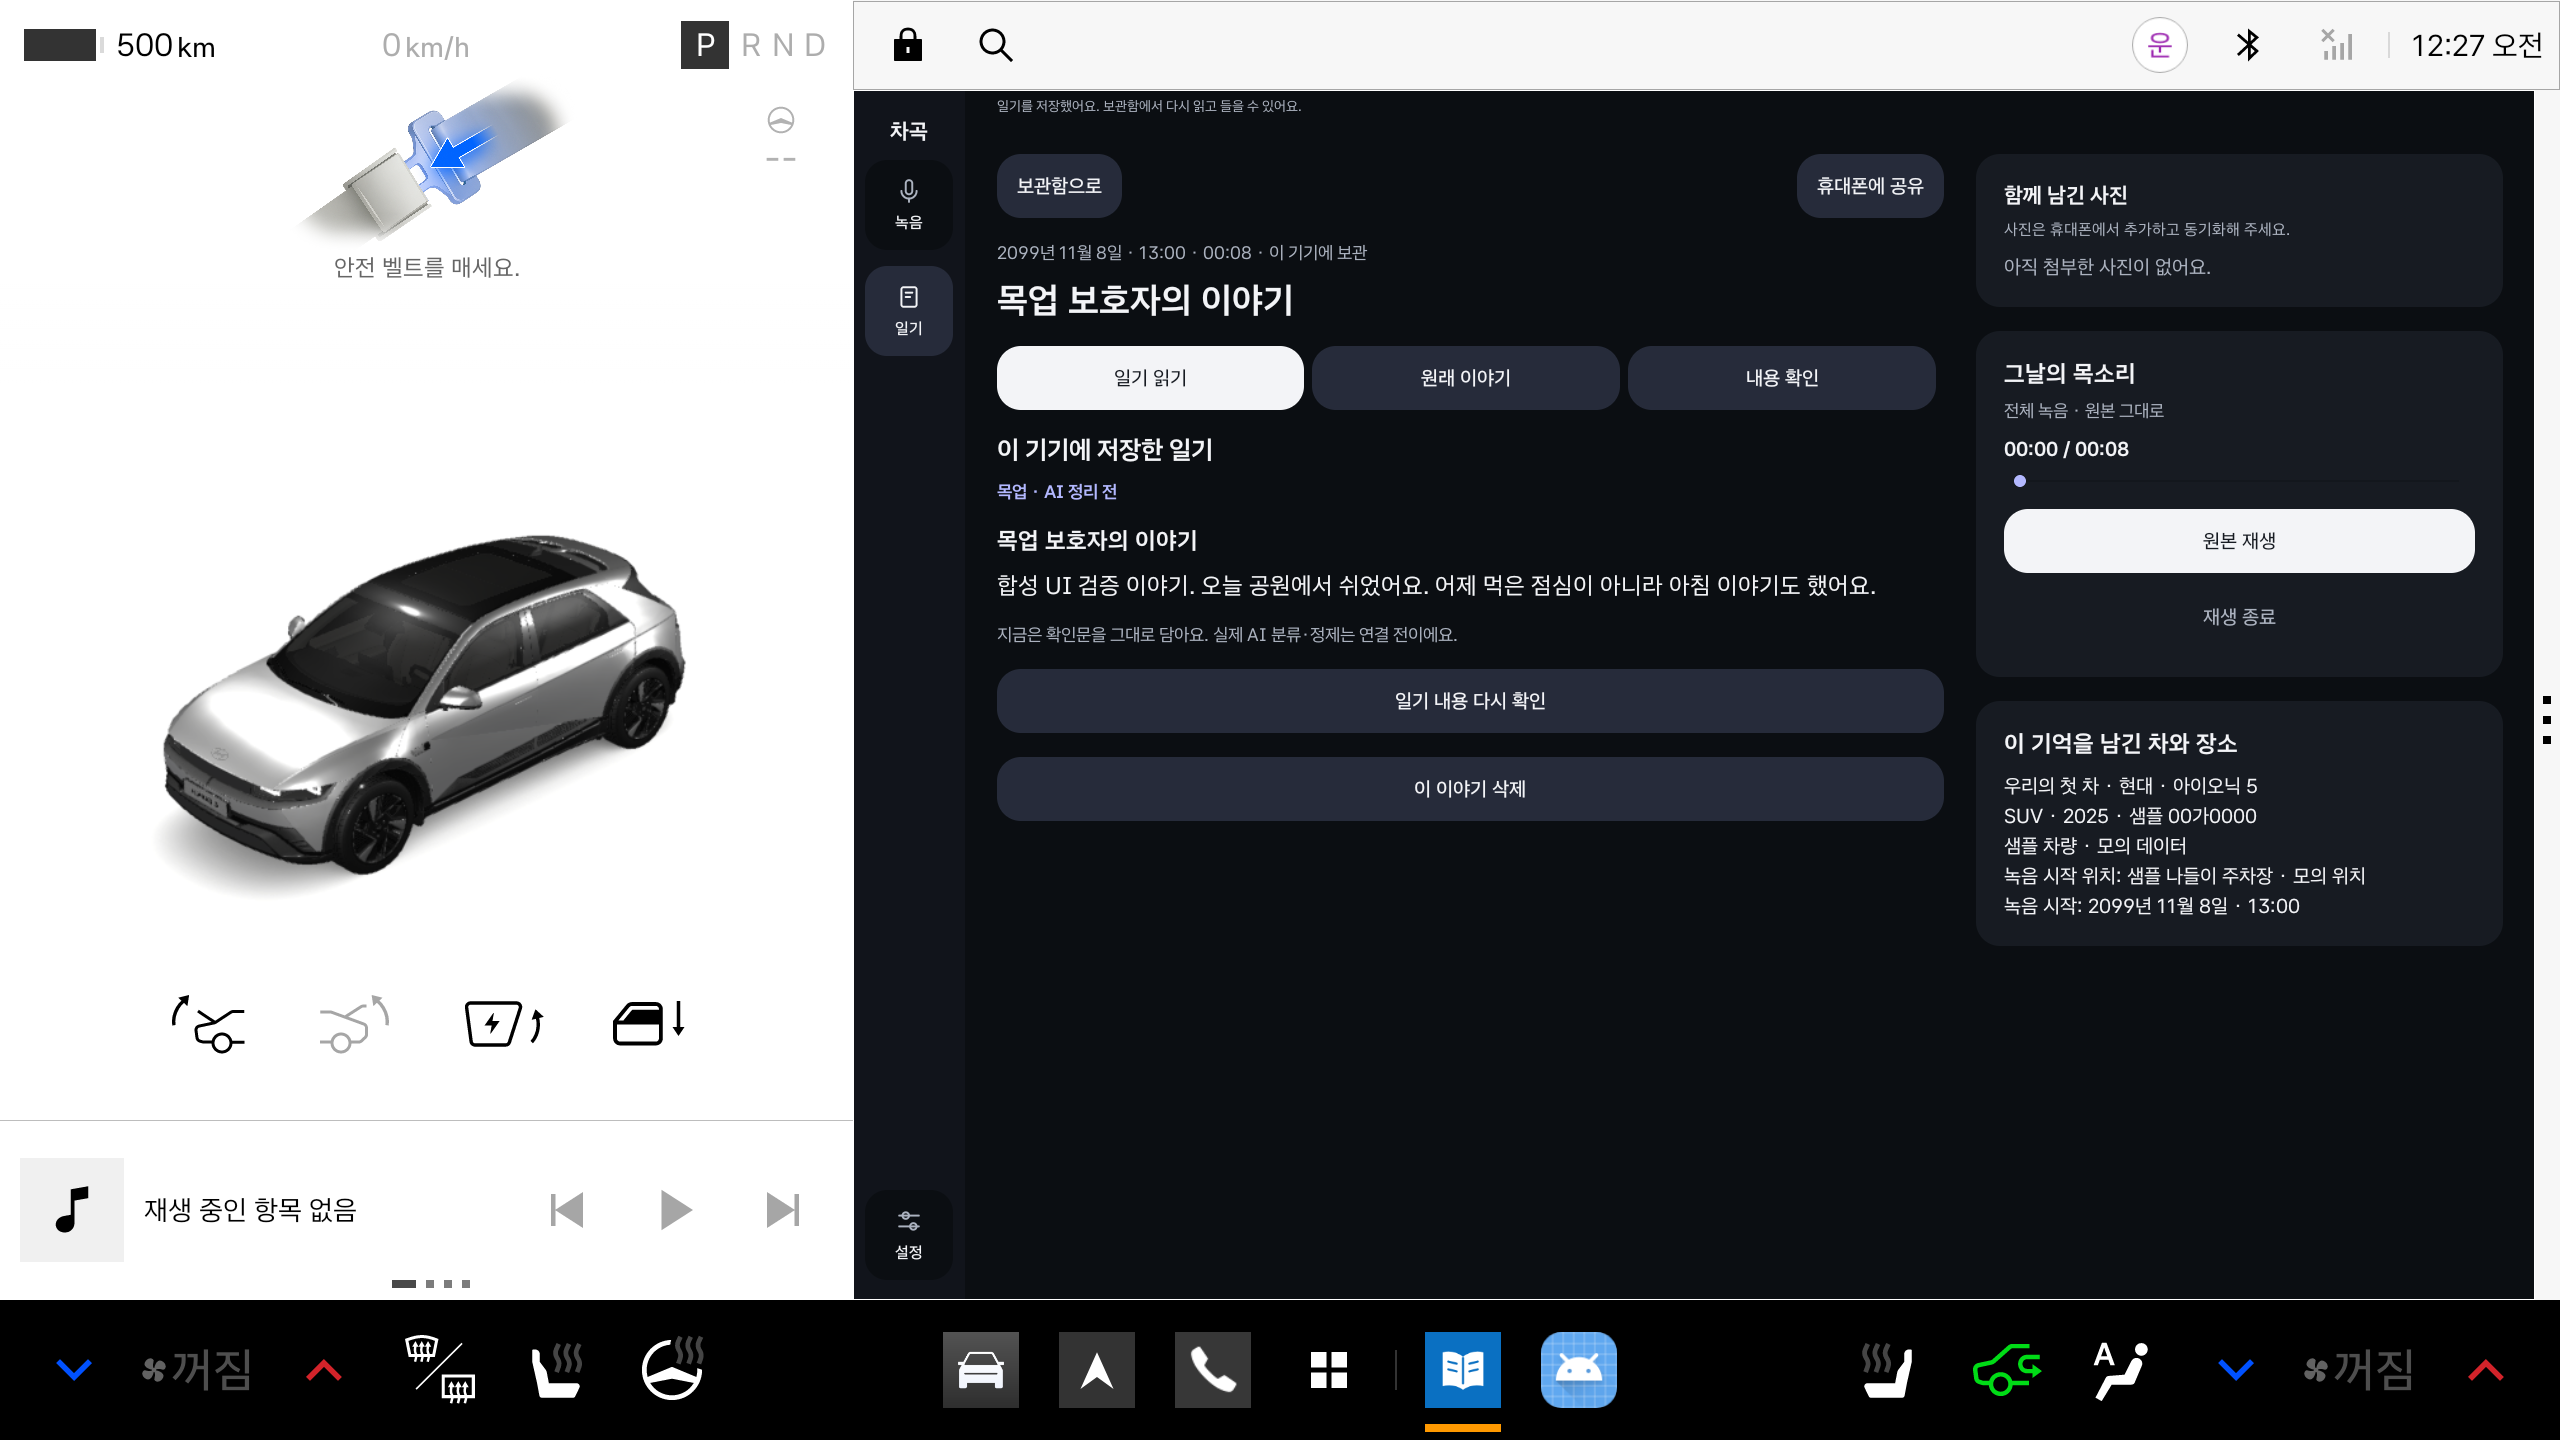 500 km
0 km/h
P R N D
안전 벨트를 매세요.
재생 중인 항목 없음
운
12:27 오전
차곡
녹음
일기
설정
일기를 저장했어요. 보관함에서 다시 읽고 들을 수 있어요.
보관함으로
휴대폰에 공유
2099년 11월 8일 · 13:00 · 00:08 · 이 기기에 보관
목업 보호자의 이야기
일기 읽기
원래 이야기
내용 확인
이 기기에 저장한 일기
목업 · AI 정리 전
목업 보호자의 이야기
합성 UI 검증 이야기. 오늘 공원에서 쉬었어요. 어제 먹은 점심이 아니라 아침 이야기도 했어요.
지금은 확인문을 그대로 담아요. 실제 AI 분류·정제는 연결 전이에요.
일기 내용 다시 확인
이 이야기 삭제
함께 남긴 사진
사진은 휴대폰에서 추가하고 동기화해 주세요.
아직 첨부한 사진이 없어요.
그날의 목소리
전체 녹음 · 원본 그대로
00:00 / 00:08
원본 재생
재생 종료
이 기억을 남긴 차와 장소
우리의 첫 차 · 현대 · 아이오닉 5
SUV · 2025 · 샘플 00가0000
샘플 차량 · 모의 데이터
녹음 시작 위치: 샘플 나들이 주차장 · 모의 위치
녹음 시작: 2099년 11월 8일 · 13:00
꺼짐
A
꺼짐